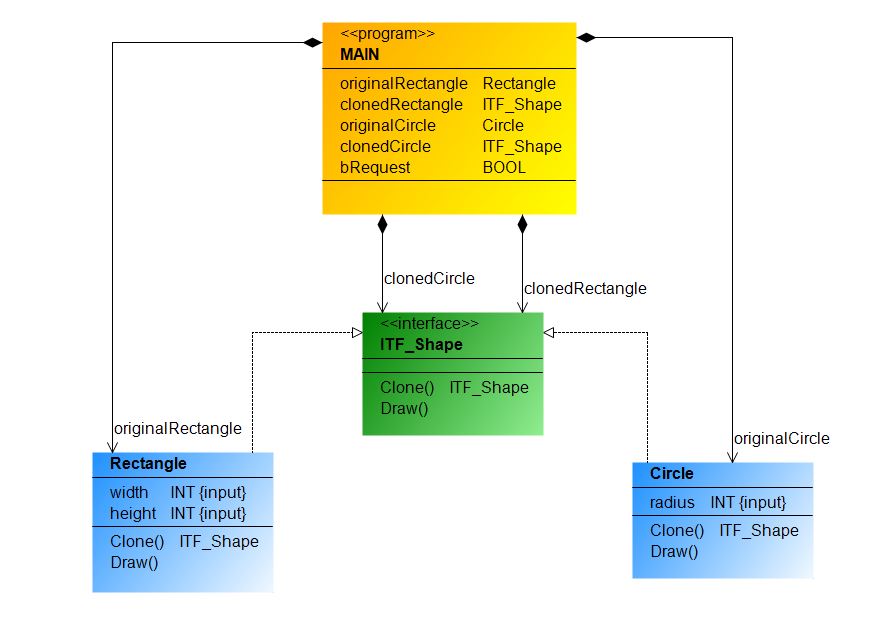 <<program>>
MAIN
originalRectangle Rectangle
clonedRectangle ITF_Shape
originalCircle Circle
clonedCircle ITF_Shape
bRequest BOOL
clonedCircle
clonedRectangle
<<interface>>
ITF_Shape
Clone() ITF_Shape
Draw()
originalRectangle
Rectangle
width INT {input}
height INT {input}
Clone() ITF_Shape
Draw()
originalCircle
Circle
radius INT {input}
Clone() ITF_Shape
Draw()